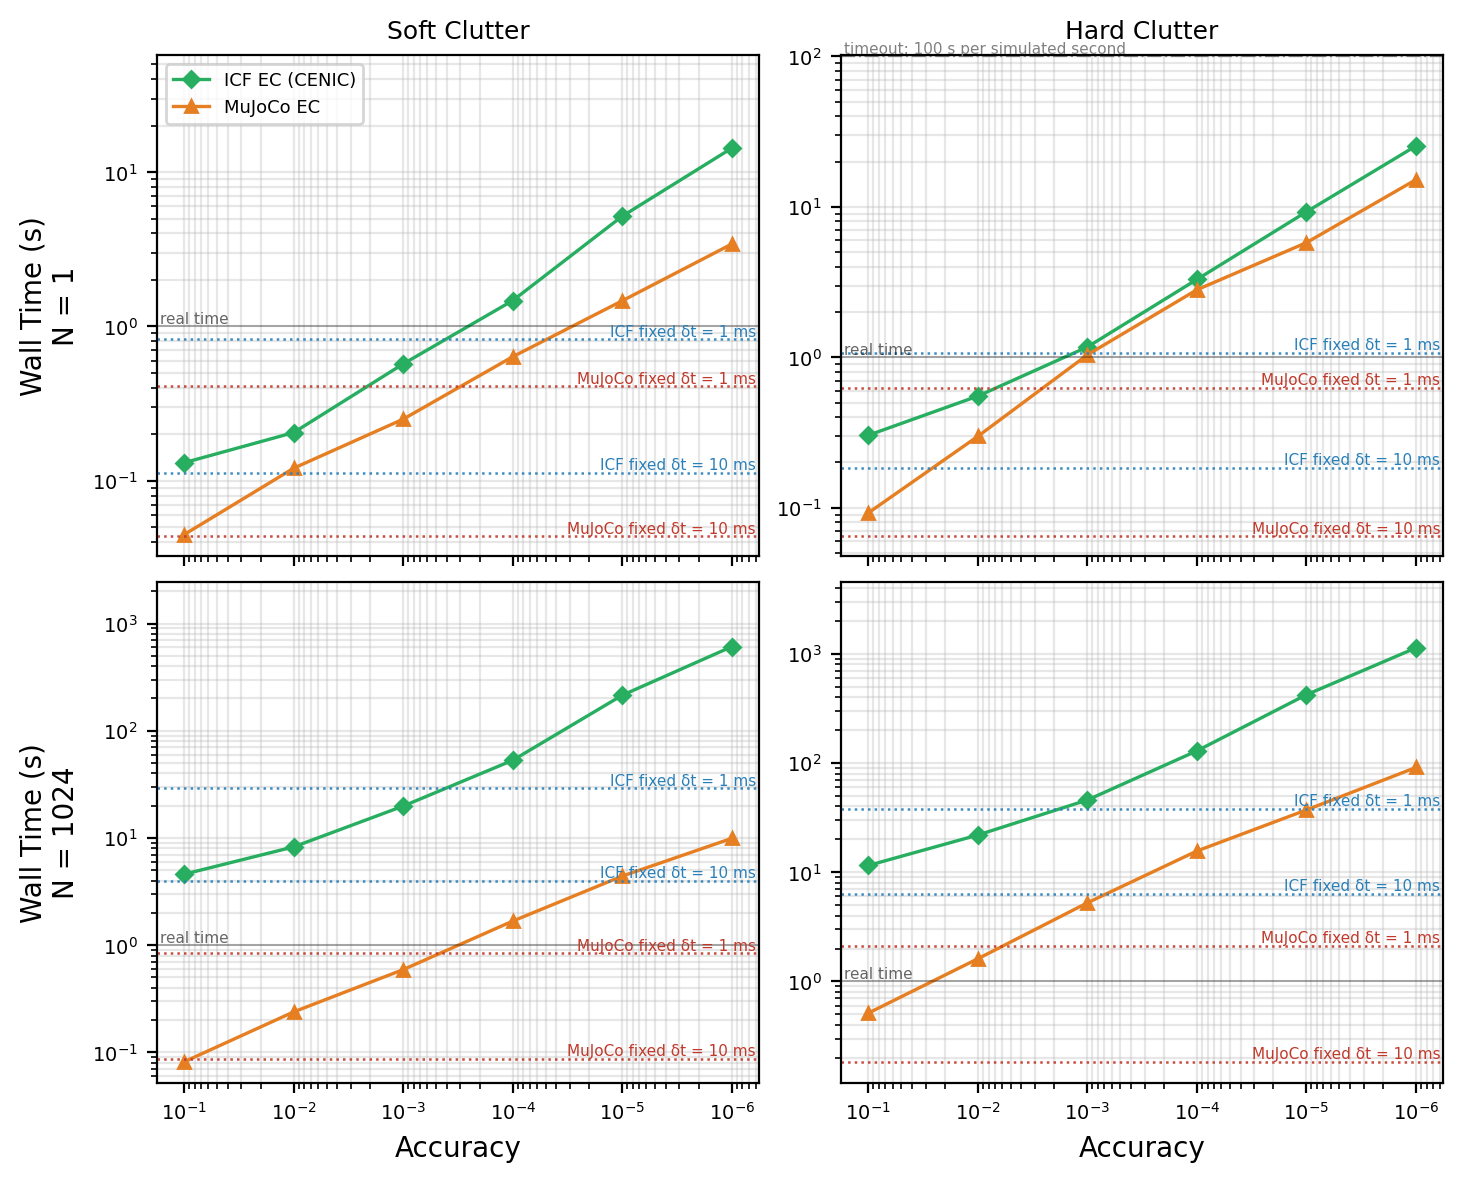 Soft Clutter
Hard Clutter
timeout: 100 s per simulated second
ICF EC (CENIC)
MuJoCo EC
Wall Time (s)
N = 1
10¹
10⁰
10⁻¹
real time
ICF fixed δt = 1 ms
MuJoCo fixed δt = 1 ms
ICF fixed δt = 10 ms
MuJoCo fixed δt = 10 ms
10²
10¹
10⁰
10⁻¹
real time
ICF fixed δt = 1 ms
MuJoCo fixed δt = 1 ms
ICF fixed δt = 10 ms
MuJoCo fixed δt = 10 ms
Wall Time (s)
N = 1024
10³
10²
10¹
10⁰
10⁻¹
ICF fixed δt = 1 ms
ICF fixed δt = 10 ms
real time
MuJoCo fixed δt = 1 ms
MuJoCo fixed δt = 10 ms
10⁻¹ 10⁻² 10⁻³ 10⁻⁴ 10⁻⁵ 10⁻⁶
Accuracy
10³
10²
10¹
10⁰
ICF fixed δt = 1 ms
ICF fixed δt = 10 ms
MuJoCo fixed δt = 1 ms
real time
MuJoCo fixed δt = 10 ms
10⁻¹ 10⁻² 10⁻³ 10⁻⁴ 10⁻⁵ 10⁻⁶
Accuracy